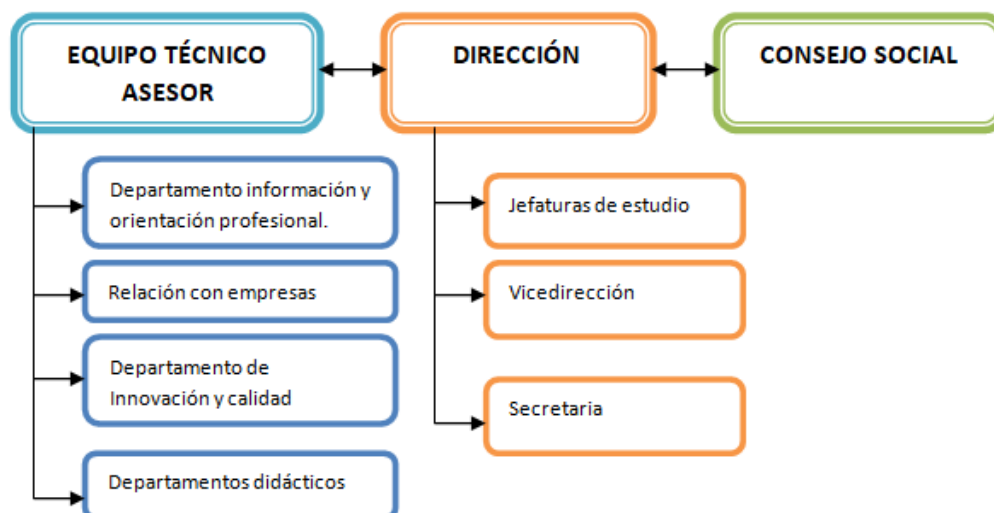 EQUIPO TÉCNICO
ASESOR
DIRECCIÓN
CONSEJO SOCIAL
Departamento información y
orientación profesional.
Relación con empresas
Departamento de
Innovación y calidad
Departamentos didácticos
Jefaturas de estudio
Vicedirección
Secretaria